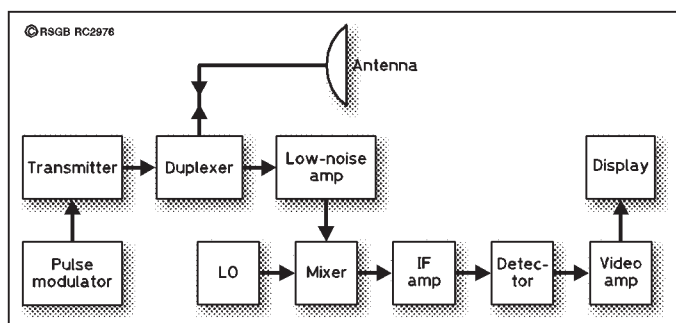 ©RSGB RC2976
Antenna
Transmitter
Duplexer
Low-noise
amp
Display
Pulse
modulator
LO
Mixer
IF
amp
Detec-
tor
Video
amp